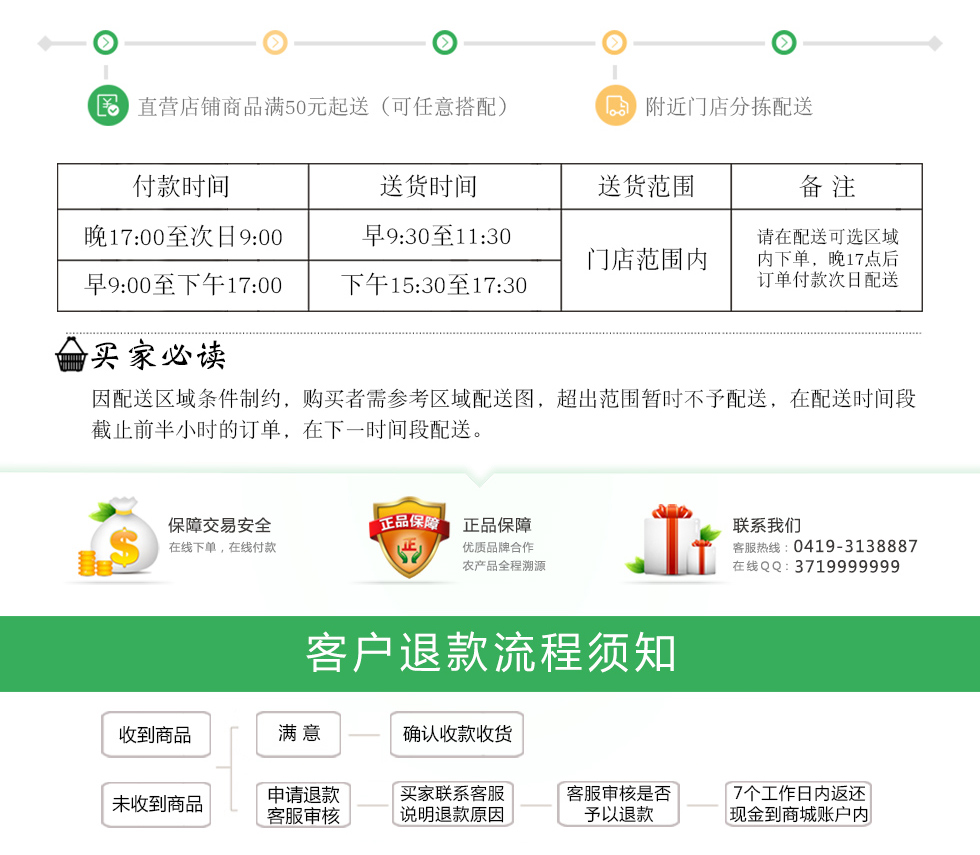 直营店铺商品满50元起送（可任意搭配）
附近门店分拣配送
付款时间
送货时间
送货范围
备 注
晚17:00至次日9:00
早9:30至11:30
门店范围内
请在配送可选区域
内下单，晚17点后
订单付款次日配送
早9:00至下午17:00
下午15:30至17:30
买家必读
因配送区域条件制约，购买者需参考区域配送图，超出范围暂时不予配送，在配送时间段
截止前半小时的订单，在下一时间段配送。
保障交易安全
在线下单，在线付款
正品保障
正
正品保障
优质品牌合作
农产品全程溯源
联系我们
客服热线：0419-3138887
在线QQ：3719999999
客户退款流程须知
收到商品
满 意
确认收款收货
未收到商品
申请退款
客服审核
买家联系客服
说明退款原因
客服审核是否
予以退款
7个工作日内返还
现金到商城账户内